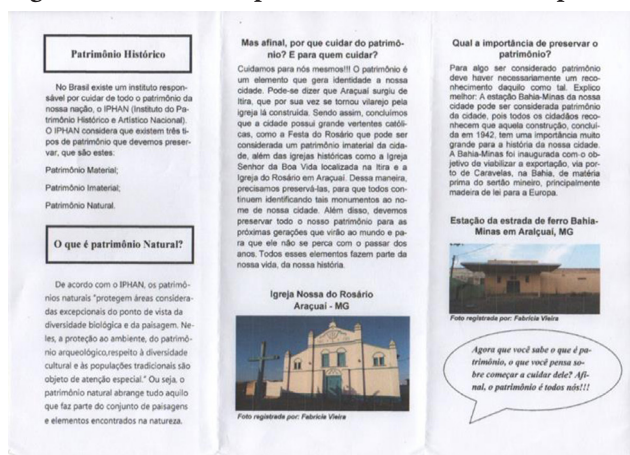 Patrimônio Histórico
No Brasil existe um instituto respon-
sável por cuidar de todo o patrimônio da
nossa nação, o IPHAN (Instituto do Pa-
trimônio Histórico e Artístico Nacional).
O IPHAN considera que existem três ti-
pos de patrimônio que devemos preser-
var, que são estes:
Patrimônio Material;
Patrimônio Imaterial;
Patrimônio Natural.
O que é patrimônio Natural?
De acordo com o IPHAN, os patrimô-
nios naturais "protegem áreas considera-
das excepcionais do ponto de vista da
diversidade biológica e da paisagem. Ne-
les, a proteção ao ambiente, do patrimô-
nio arqueológico,respeito à diversidade
cultural e às populações tradicionais são
objeto de atenção especial." Ou seja, o
patrimônio natural abrange tudo aquilo
que faz parte do conjunto de paisagens
e elementos encontrados na natureza.
Mas afinal, por que cuidar do patrimô-
nio? E para quem cuidar?
Cuidamos para nós mesmos!!! O patrimônio é
um elemento que gera identidade a nossa
cidade. Pode-se dizer que Araçuaí surgiu de
Itira, que por sua vez se tornou vilarejo pela
igreja lá construída. Sendo assim, concluímos
que a cidade possui grande vertentes católi-
cas, como a Festa do Rosário que pode ser
considerada um patrimônio imaterial da cida-
de, além das igrejas históricas como a Igreja
Senhor da Boa Vida localizada na Itira e a
Igreja do Rosário em Araçuaí. Dessa maneira,
precisamos preservá-las, para que todos con-
tinuem identificando tais monumentos ao no-
me de nossa cidade. Além disso, devemos
preservar todo o nosso patrimônio para as
próximas gerações que virão ao mundo e pa-
ra que ele não se perca com o passar dos
anos. Todos esses elementos fazem parte da
nossa vida, da nossa história.
Igreja Nossa do Rosário
Araçuaí - MG
Foto registrada por: Fabrícia Vieira
Qual a importância de preservar o
patrimônio?
Para algo ser considerado patrimônio
deve haver necessariamente um reco-
nhecimento daquilo como tal. Explico
melhor: A estação Bahia-Minas da nossa
cidade pode ser considerada patrimônio
da cidade, pois todos os cidadãos reco-
nhecem que aquela construção, concluí-
da em 1942, tem uma importância muito
grande para a história da nossa cidade.
A Bahia-Minas foi inaugurada com o ob-
jetivo de viabilizar a exportação, via por-
to de Caravelas, na Bahia, de matéria
prima do sertão mineiro, principalmente
madeira de lei para a Europa.
Estação da estrada de ferro Bahia-
Minas em Aralçuai, MG
Foto registrada por: Fabrícia Vieira
Agora que você sabe o que é pa-
trimônio, o que você pensa so-
bre começar a cuidar dele? Afi-
nal, o patrimônio é todos nós!!!